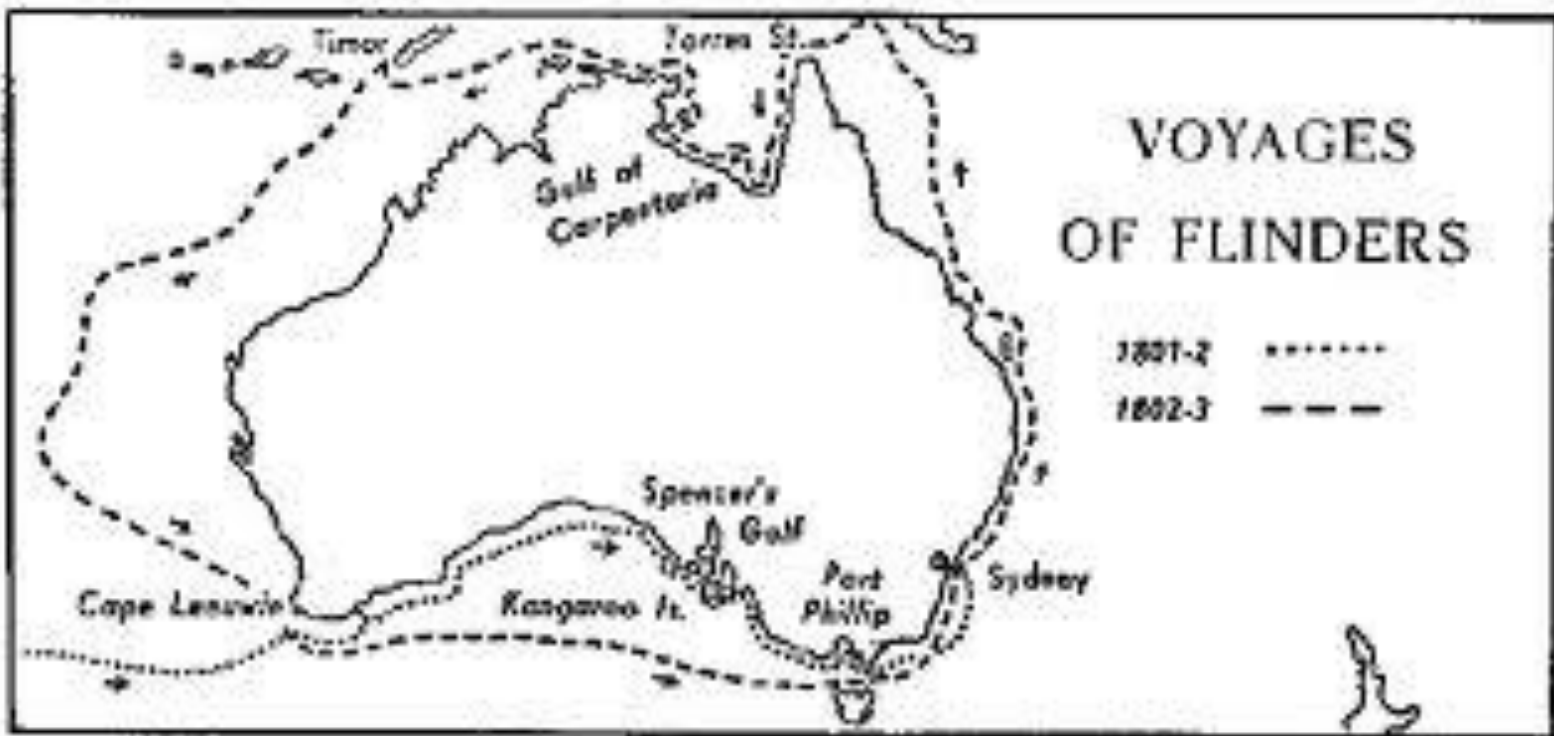 Timor
Torres St.
Gulf of
Carpentaria
VOYAGES
OF FLINDERS
1801-2
1802-3
Spencer's
Gulf
Cape Leeuwin
Kangaroo Is.
Port
Phillip
Sydney